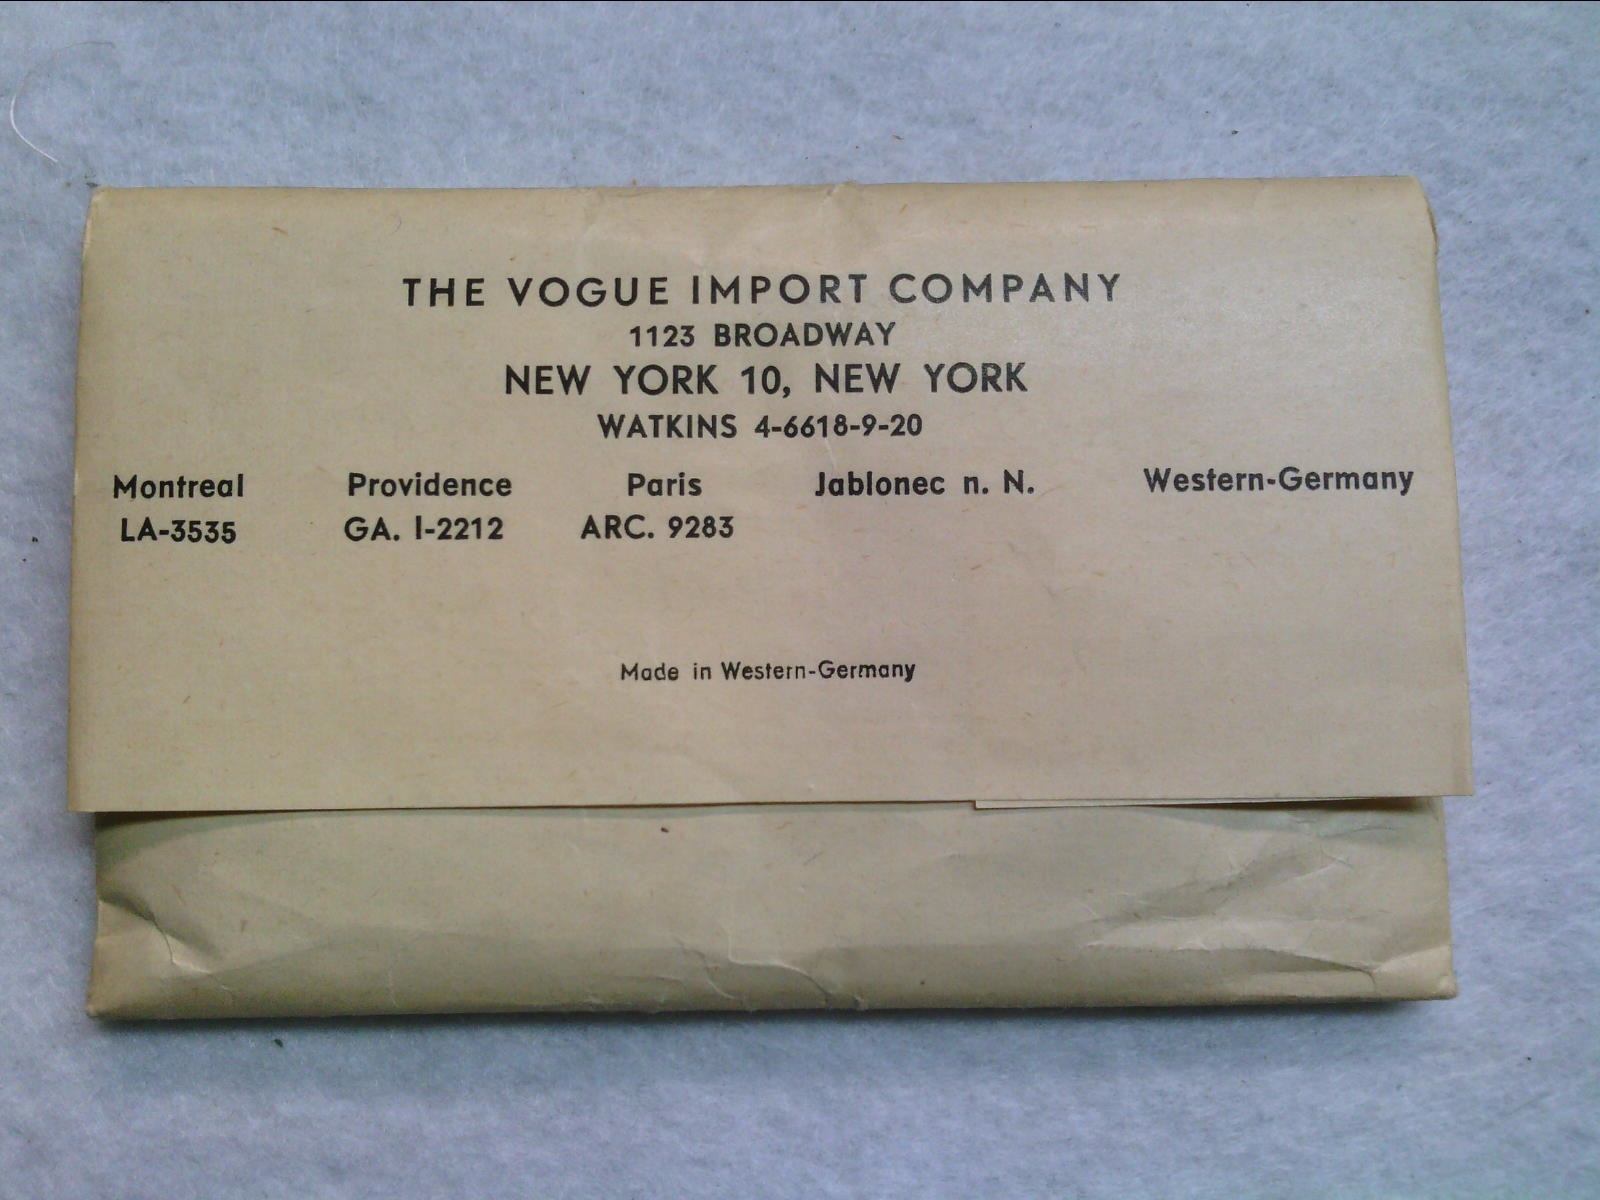 THE VOGUE IMPORT COMPANY
1123 BROADWAY
NEW YORK 10, NEW YORK
WATKINS 4-6618-9-20
Montreal Providence Paris Jablonec n. N. Western-Germany
LA-3535 GA. I-2212 ARC. 9283
Made in Western-Germany